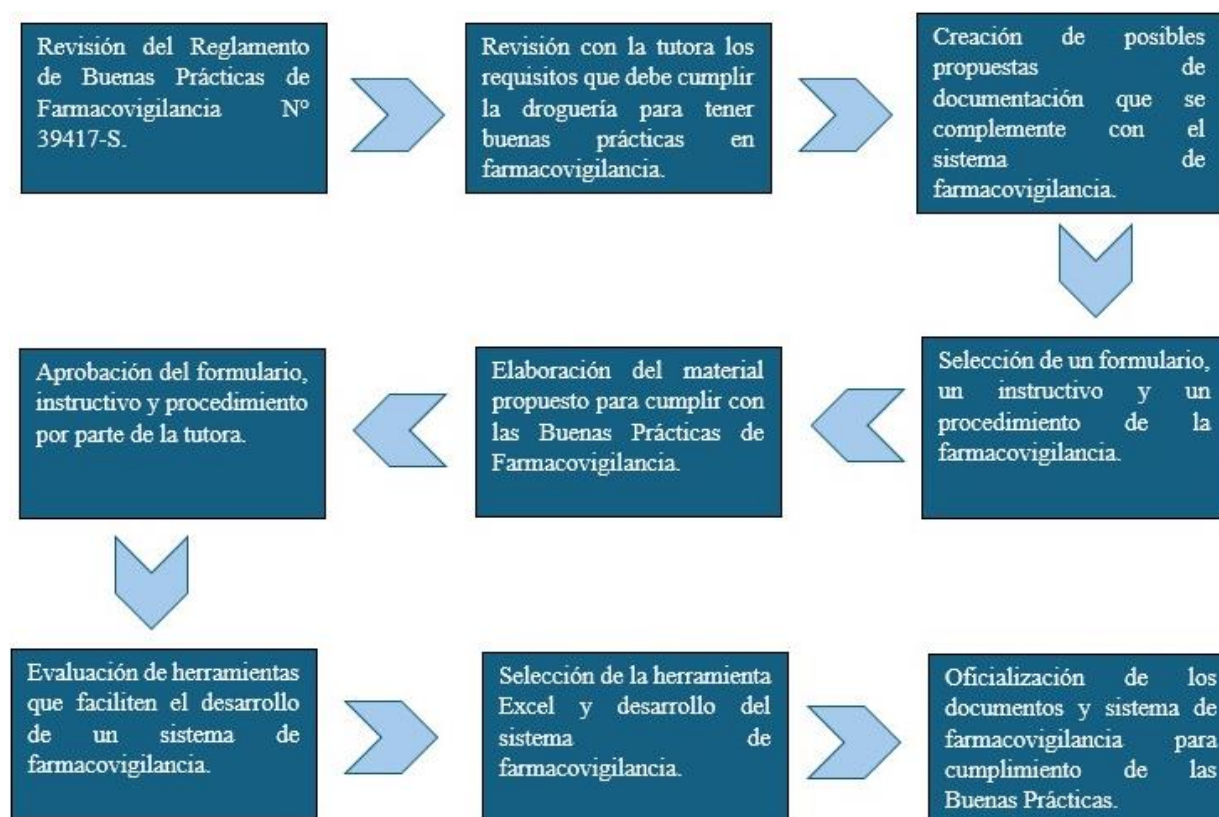 Revisión del Reglamento
de Buenas Prácticas de
Farmacovigilancia N°
39417-S.
Revisión con la tutora los
requisitos que debe cumplir
la droguería para tener
buenas prácticas en
farmacovigilancia.
Creación de posibles
propuestas de
documentación que se
complemente con el
sistema de
farmacovigilancia.
Selección de un formulario,
un instructivo y un
procedimiento de la
farmacovigilancia.
Elaboración del material
propuesto para cumplir con
las Buenas Prácticas de
Farmacovigilancia.
Aprobación del formulario,
instructivo y procedimiento
por parte de la tutora.
Evaluación de herramientas
que faciliten el desarrollo
de un sistema de
farmacovigilancia.
Selección de la herramienta
Excel y desarrollo del
sistema de
farmacovigilancia.
Oficialización de los
documentos y sistema de
farmacovigilancia para
cumplimiento de las
Buenas Prácticas.